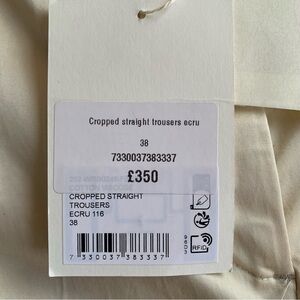 Cropped straight trousers ecru
38
7330037383337
£350
CROPPED STRAIGHT
TROUSERS
ECRU 116
38
RFID
7 330037 383337